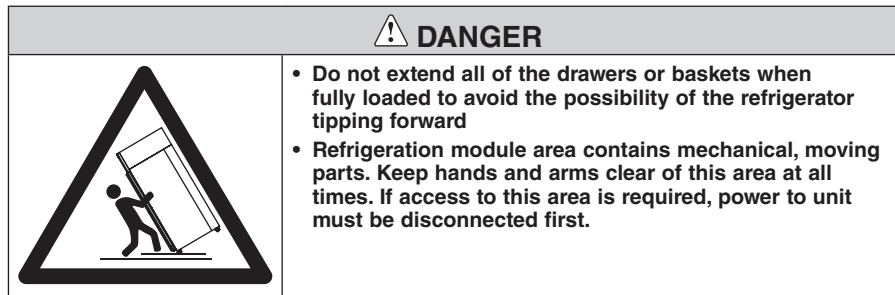 DANGER
• Do not extend all of the drawers or baskets when
fully loaded to avoid the possibility of the refrigerator
tipping forward
• Refrigeration module area contains mechanical, moving
parts. Keep hands and arms clear of this area at all
times. If access to this area is required, power to unit
must be disconnected first.